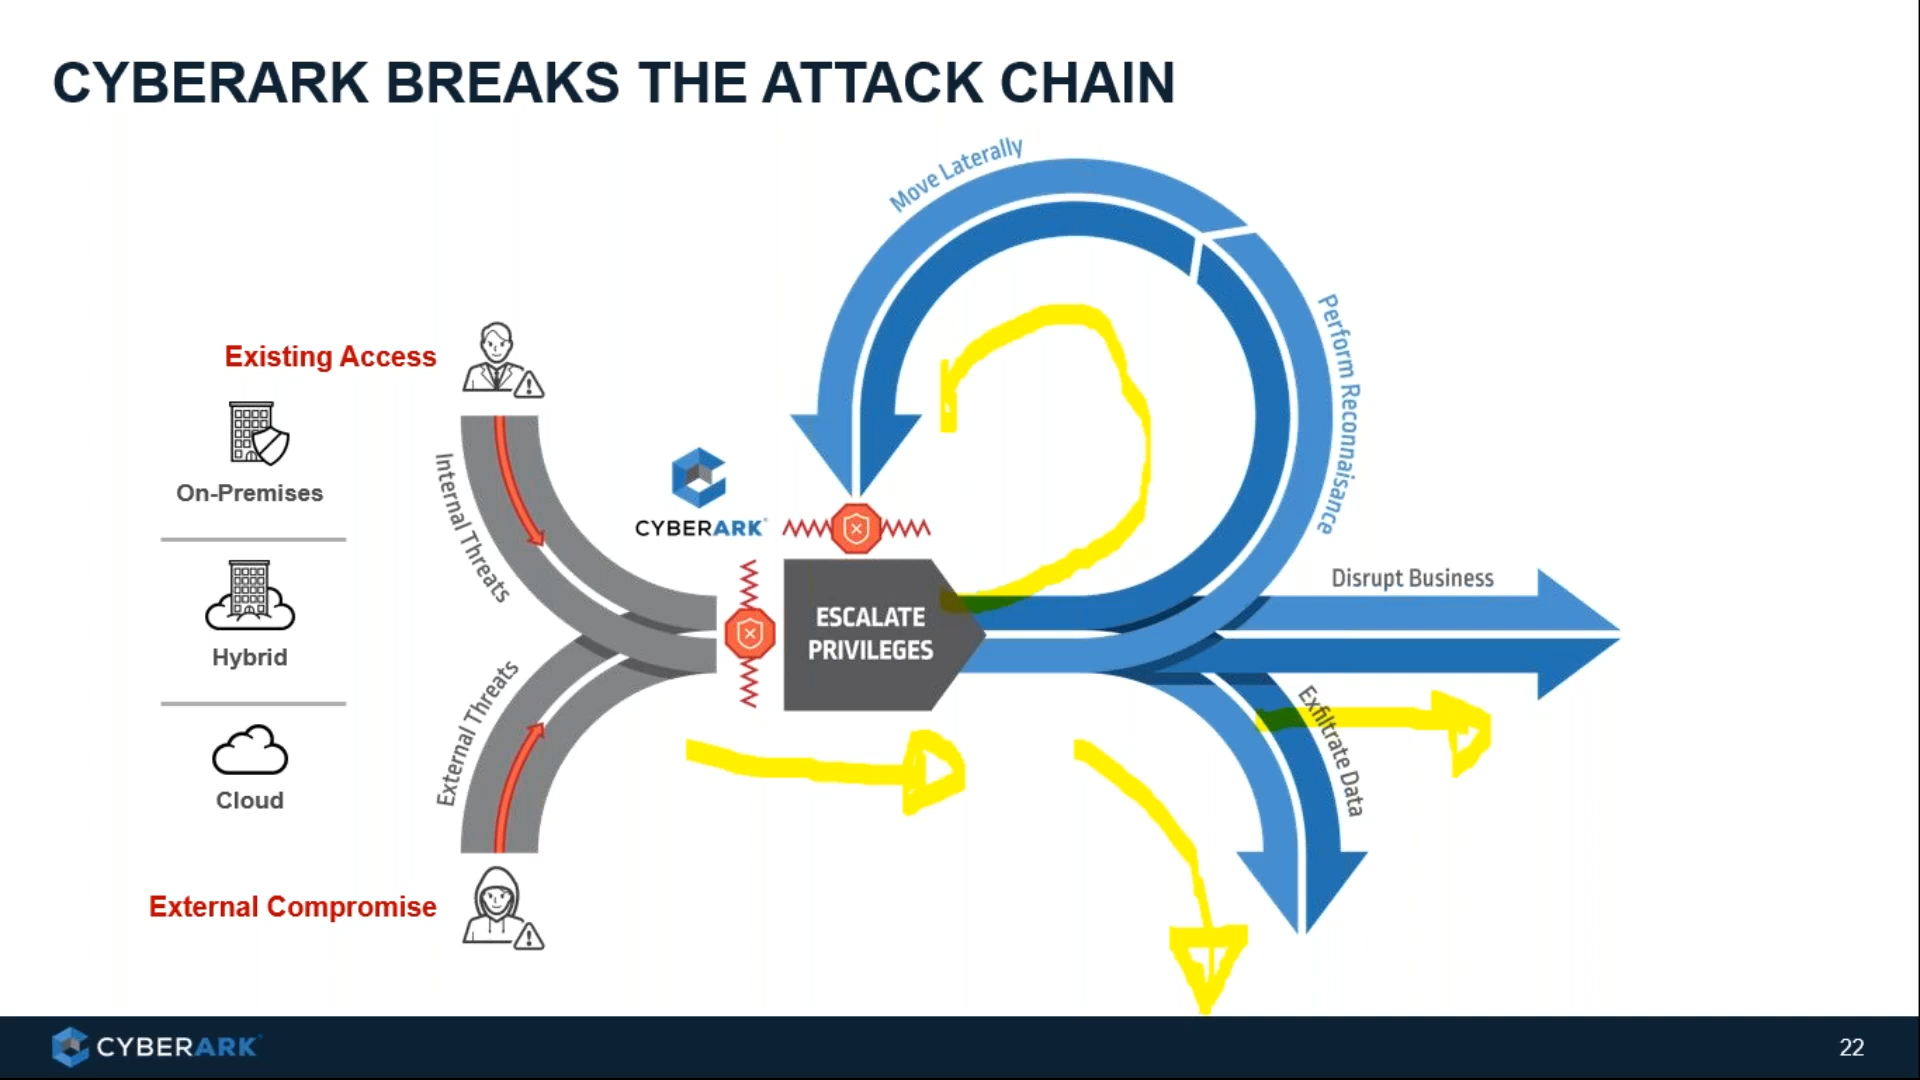 CYBERARK BREAKS THE ATTACK CHAIN
Move Laterally
Perform Reconnaisance
Existing Access
On-Premises
Hybrid
Cloud
External Compromise
Internal Threats
External Threats
CYBERARK
ESCALATE
PRIVILEGES
Disrupt Business
Exfiltrate Data
CYBERARK
22